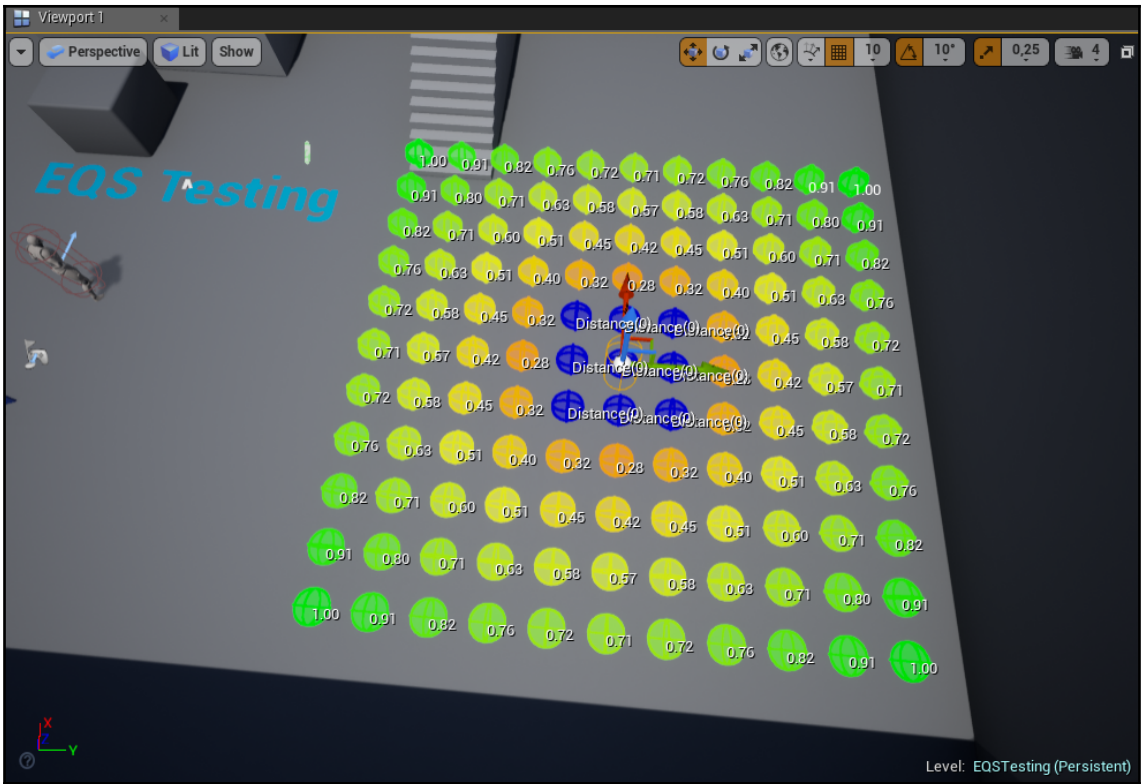 Viewport 1
Perspective Lit Show 10 10° 0,25 4
EQS Testing
1.00 0.91 0.82 0.76 0.72 0.71 0.72 0.76 0.82 0.91 1.00
0.91 0.80 0.71 0.63 0.58 0.57 0.58 0.63 0.71 0.80 0.91
0.82 0.71 0.60 0.51 0.45 0.42 0.45 0.51 0.60 0.71 0.82
0.76 0.63 0.51 0.40 0.32 0.28 0.32 0.40 0.51 0.63 0.76
0.72 0.58 0.45 0.32 Distance(0) Distance(0) Distance(0) 0.45 0.58 0.72
0.71 0.57 0.42 0.28 Distance(0) Distance(0) Distance(0) 0.42 0.57 0.71
0.72 0.58 0.45 0.32 Distance(0) Distance(0) Distance(0) 0.45 0.58 0.72
0.76 0.63 0.51 0.40 0.32 0.28 0.32 0.40 0.51 0.63 0.76
0.82 0.71 0.60 0.51 0.45 0.42 0.45 0.51 0.60 0.71 0.82
0.91 0.80 0.71 0.63 0.58 0.57 0.58 0.63 0.71 0.80 0.91
1.00 0.91 0.82 0.76 0.72 0.71 0.72 0.76 0.82 0.91 1.00
X
Z
Y
Level: EQSTesting (Persistent)